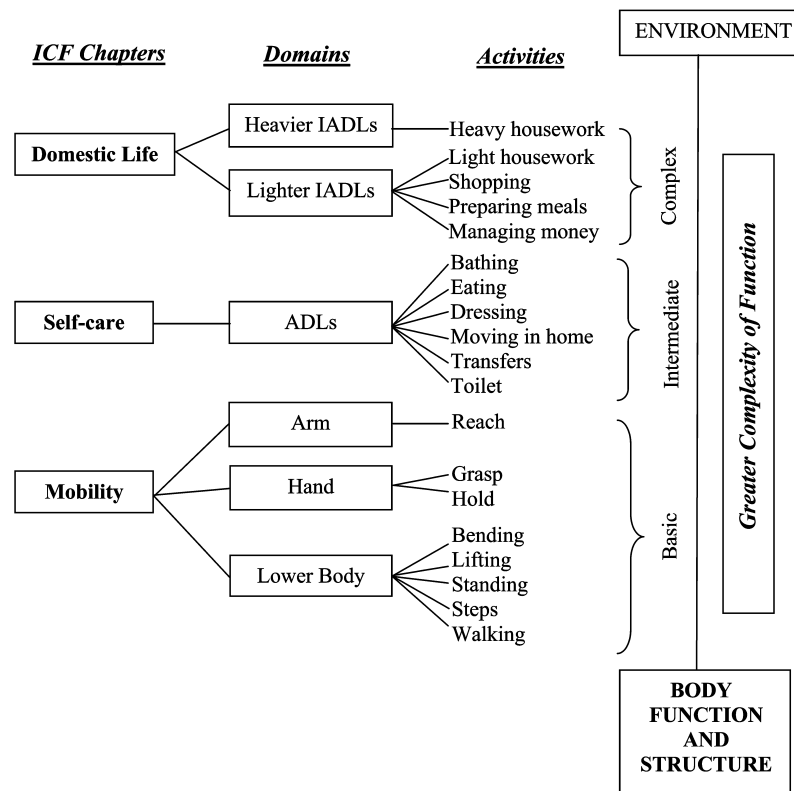 ENVIRONMENT
ICF Chapters
Domains
Activities
Domestic Life
Heavier IADLs
Heavy housework
Lighter IADLs
Light housework
Shopping
Preparing meals
Managing money
Complex
Self-care
ADLs
Bathing
Eating
Dressing
Moving in home
Transfers
Toilet
Intermediate
Mobility
Arm
Reach
Hand
Grasp
Hold
Lower Body
Bending
Lifting
Standing
Steps
Walking
Basic
Greater Complexity of Function
BODY
FUNCTION
AND
STRUCTURE